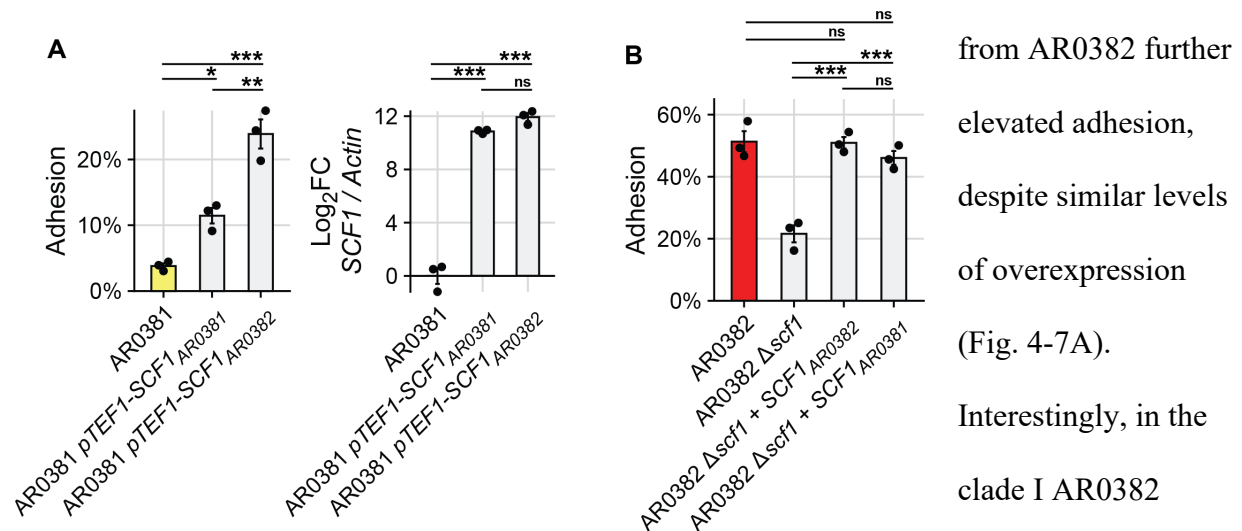 A
***
*
**
Adhesion
20%
10%
0%
AR0381
AR0381 pTEF1-SCF1AR0381
AR0381 pTEF1-SCF1AR0382
***
***
ns
Log2FC
SCF1 / Actin
12
8
4
0
AR0381
AR0381 pTEF1-SCF1AR0381
AR0381 pTEF1-SCF1AR0382
B
ns
ns
***
***
ns
Adhesion
60%
40%
20%
0%
AR0382
AR0382 Δscf1
AR0382 Δscf1 + SCF1AR0382
AR0382 Δscf1 + SCF1AR0381
from AR0382 further
elevated adhesion,
despite similar levels
of overexpression
(Fig. 4-7A).
Interestingly, in the
clade I AR0382